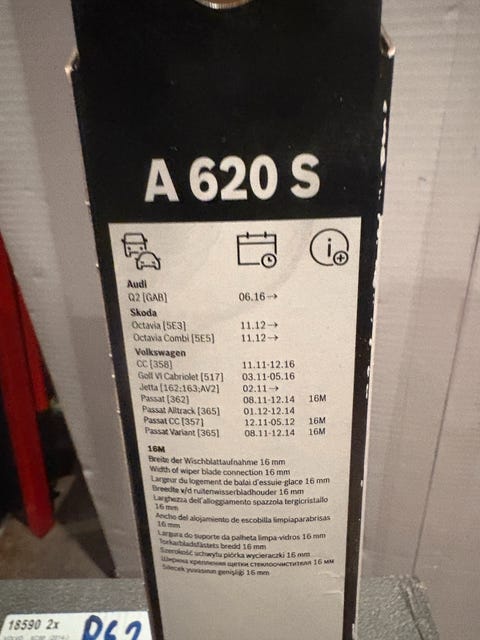 A 620 S
Audi
Q2 [GAB] 06.16→
Skoda
Octavia [5E3] 11.12→
Octavia Combi [5E5] 11.12→
Volkswagen
CC [358] 11.11-12.16
Golf VI Cabriolet [517] 03.11-05.16
Jetta [162;163;AV2] 02.11→
Passat [362] 08.11-12.14 16M
Passat Alltrack [365] 01.12-12.14
Passat CC [357] 12.11-05.12 16M
Passat Variant [365] 08.11-12.14 16M
16M
Breite der Wischblattaufnahme 16 mm
Width of wiper blade connection 16 mm
Largeur du logement de balai d'essuie-glace 16 mm
Breedte v/d ruitenwisserbladhouder 16 mm
Larghezza dell'alloggiamento spazzola tergicristallo
16 mm
Ancho del alojamiento de escobilla limpiaparabrisas
16 mm
Largura do suporte da palheta limpa-vidros 16 mm
Torkarbladsfästets bredd 16 mm
Szerokość uchwytu piórka wycieraczki 16 mm
Ширина крепления щетки стеклоочистителя 16 мм
Silecek yuvasının genişliği 16 mm
18590 2x
P62